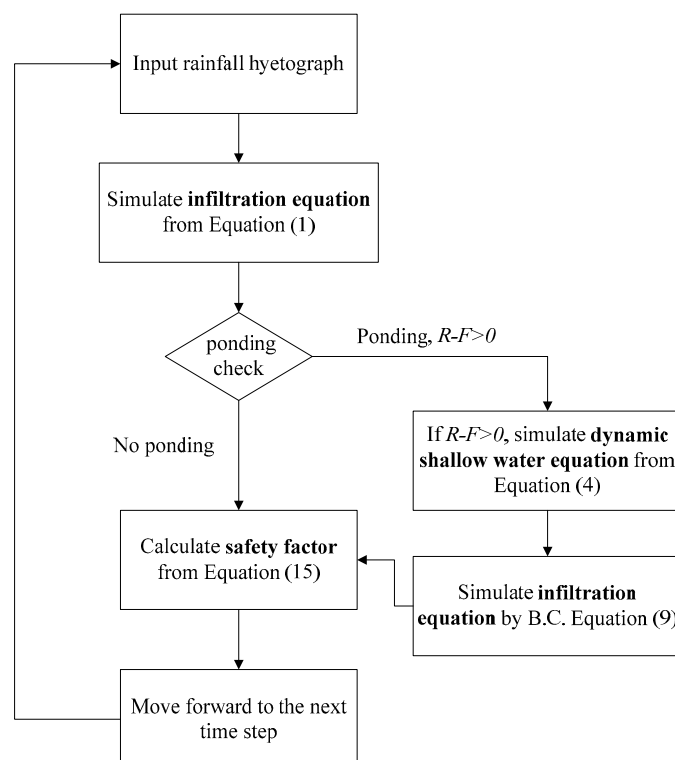 Input rainfall hyetograph
Simulate infiltration equation
from Equation (1)
ponding
check
Ponding, R-F>0
No ponding
If R-F>0, simulate dynamic
shallow water equation from
Equation (4)
Calculate safety factor
from Equation (15)
Simulate infiltration
equation by B.C. Equation (9)
Move forward to the next
time step